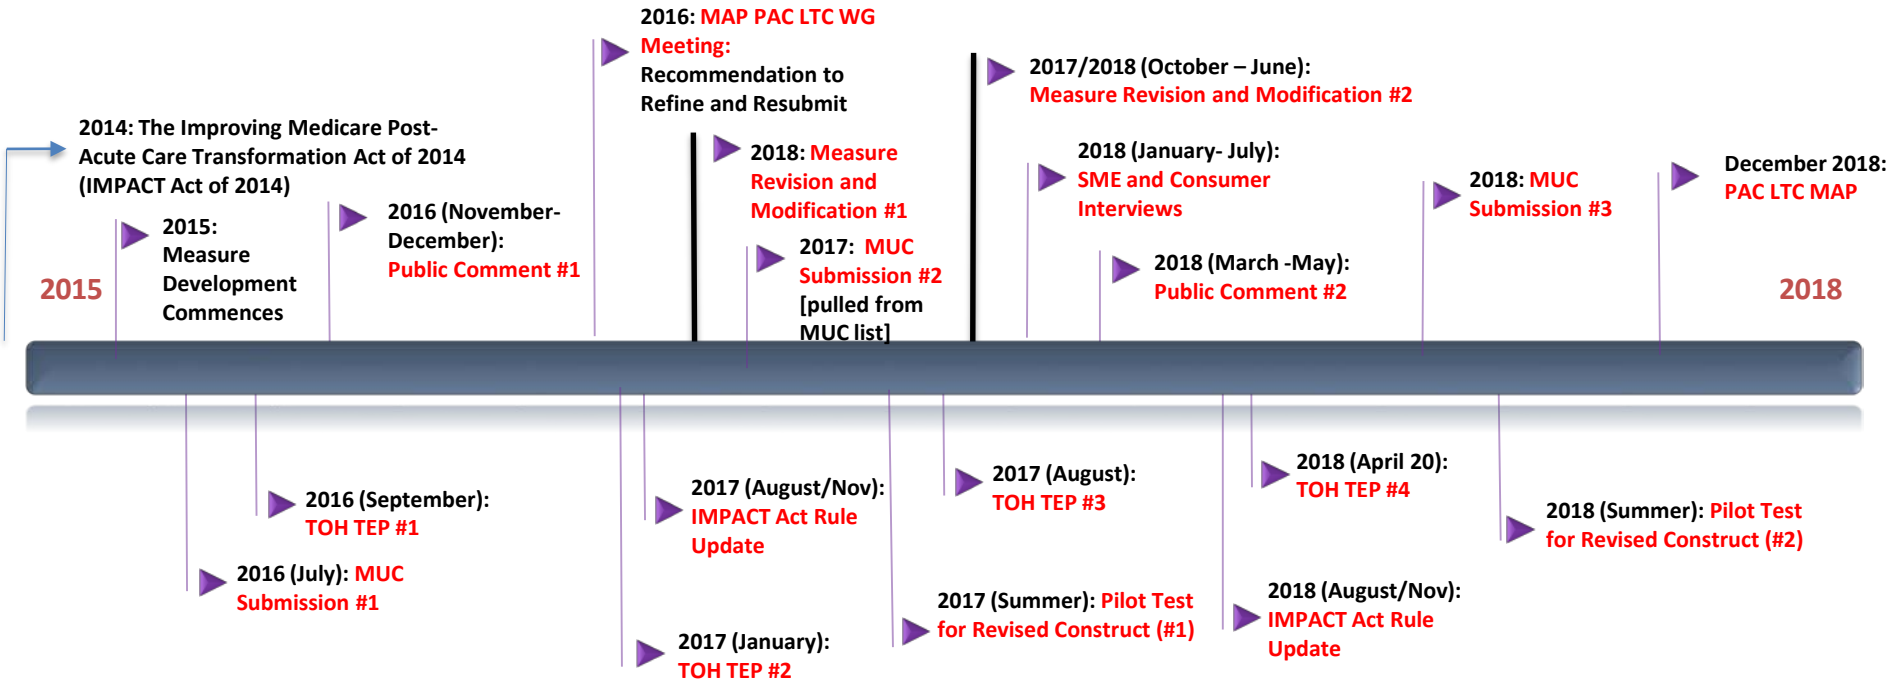 2016: MAP PAC LTC WG
Meeting:
Recommendation to
Refine and Resubmit
2017/2018 (October – June):
Measure Revision and Modification #2
2014: The Improving Medicare Post-
Acute Care Transformation Act of 2014
(IMPACT Act of 2014)
2018: Measure
Revision and
Modification #1
2018 (January- July):
SME and Consumer
Interviews
2018: MUC
Submission #3
December 2018:
PAC LTC MAP
2015:
Measure
Development
Commences
2016 (November-
December):
Public Comment #1
2017: MUC
Submission #2
[pulled from
MUC list]
2018 (March -May):
Public Comment #2
2015
2018
2016 (September):
TOH TEP #1
2017 (August/Nov):
IMPACT Act Rule
Update
2017 (August):
TOH TEP #3
2018 (April 20):
TOH TEP #4
2018 (Summer): Pilot Test
for Revised Construct (#2)
2016 (July): MUC
Submission #1
2017 (January):
TOH TEP #2
2017 (Summer): Pilot Test
for Revised Construct (#1)
2018 (August/Nov):
IMPACT Act Rule
Update